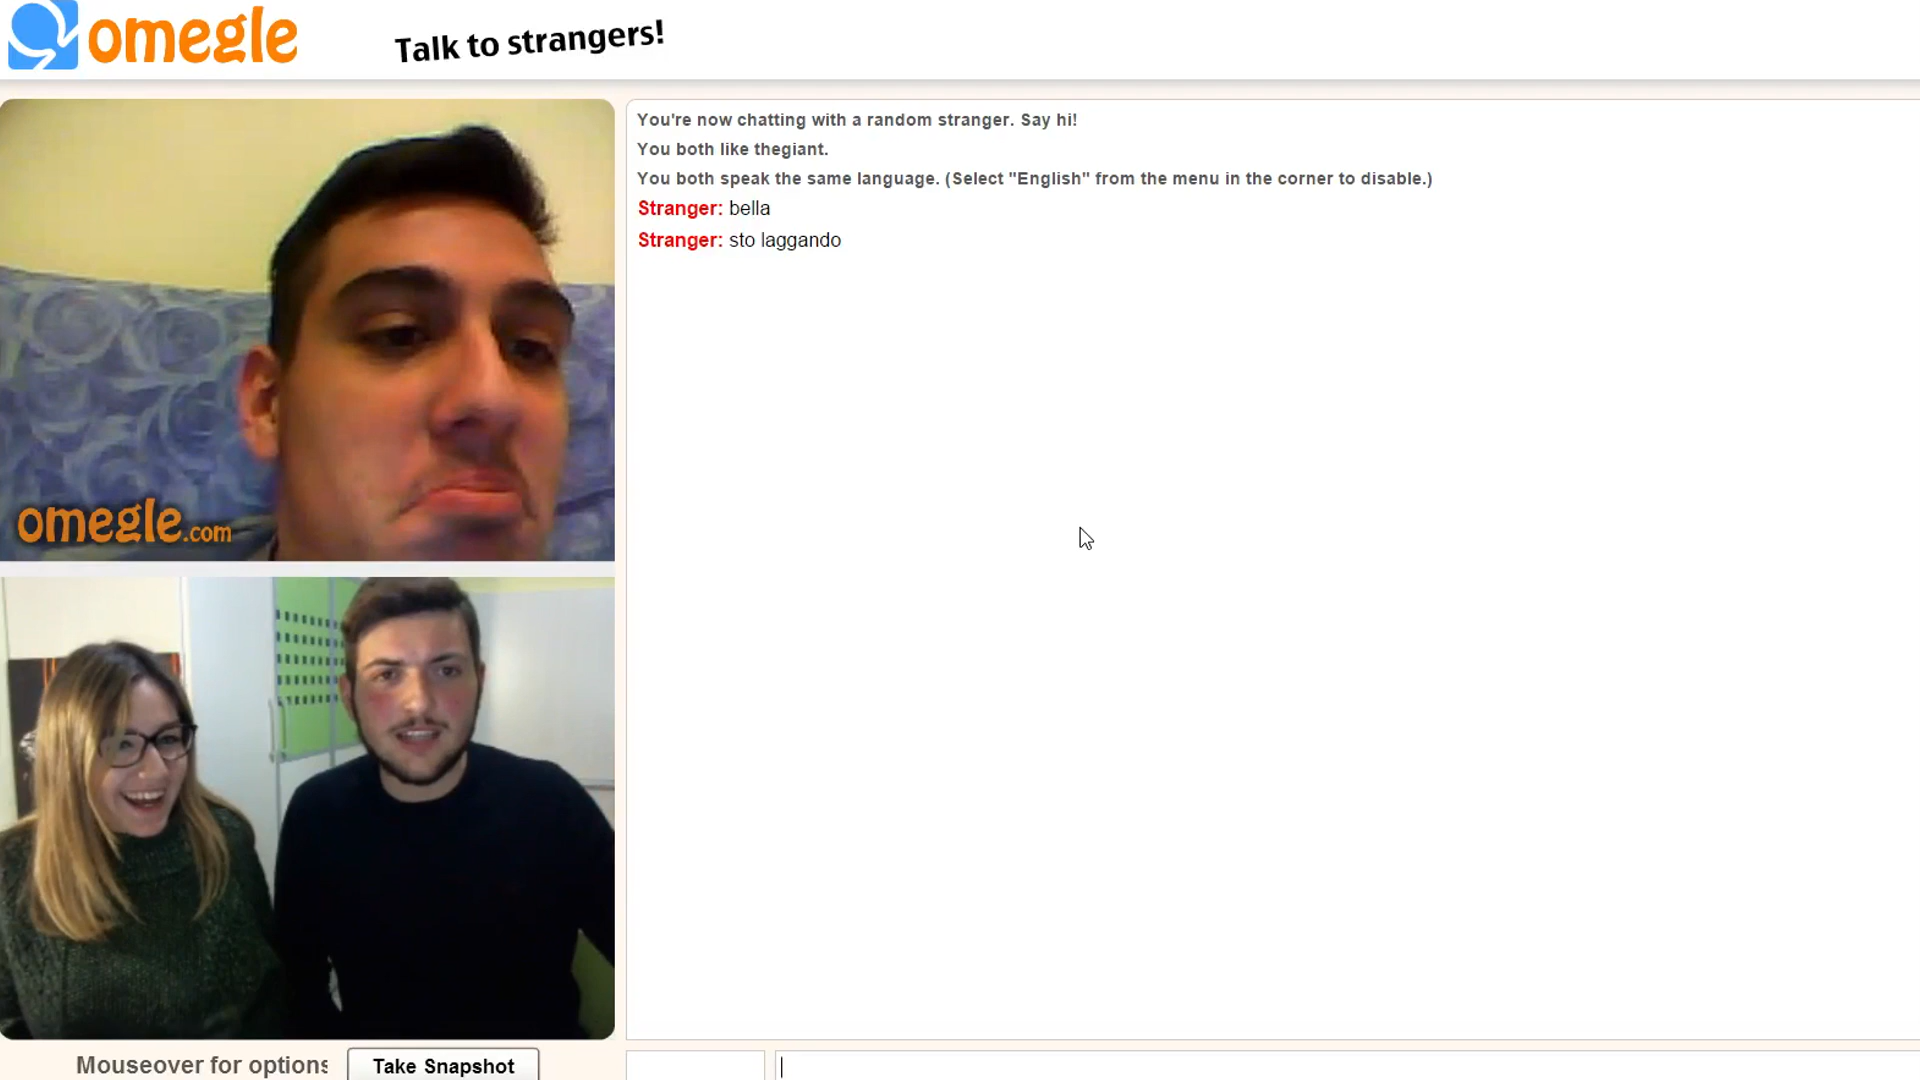 omegle
Talk to strangers!
You're now chatting with a random stranger. Say hi!
You both like thegiant.
You both speak the same language. (Select "English" from the menu in the corner to disable.)
Stranger: bella
Stranger: sto laggando
omegle.com
Mouseover for options
Take Snapshot